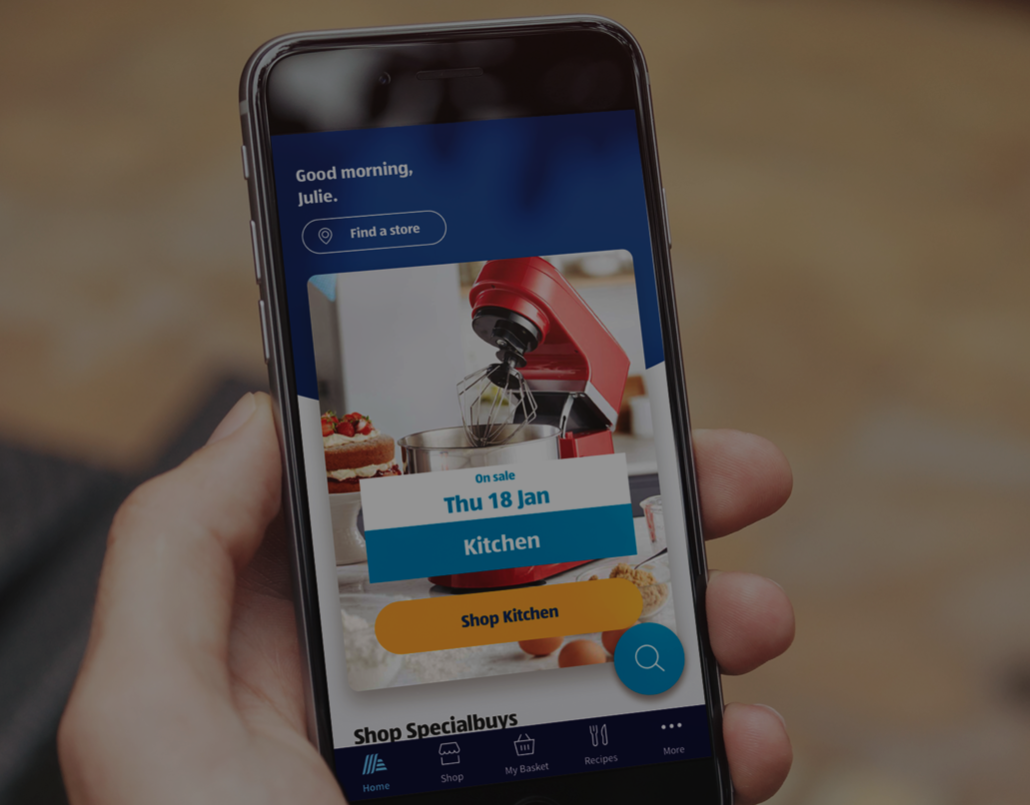 Good morning,
Julie.
Find a store
On sale
Thu 18 Jan
Kitchen
Shop Kitchen
Shop Specialbuys
Home
Shop
My Basket
Recipes
More